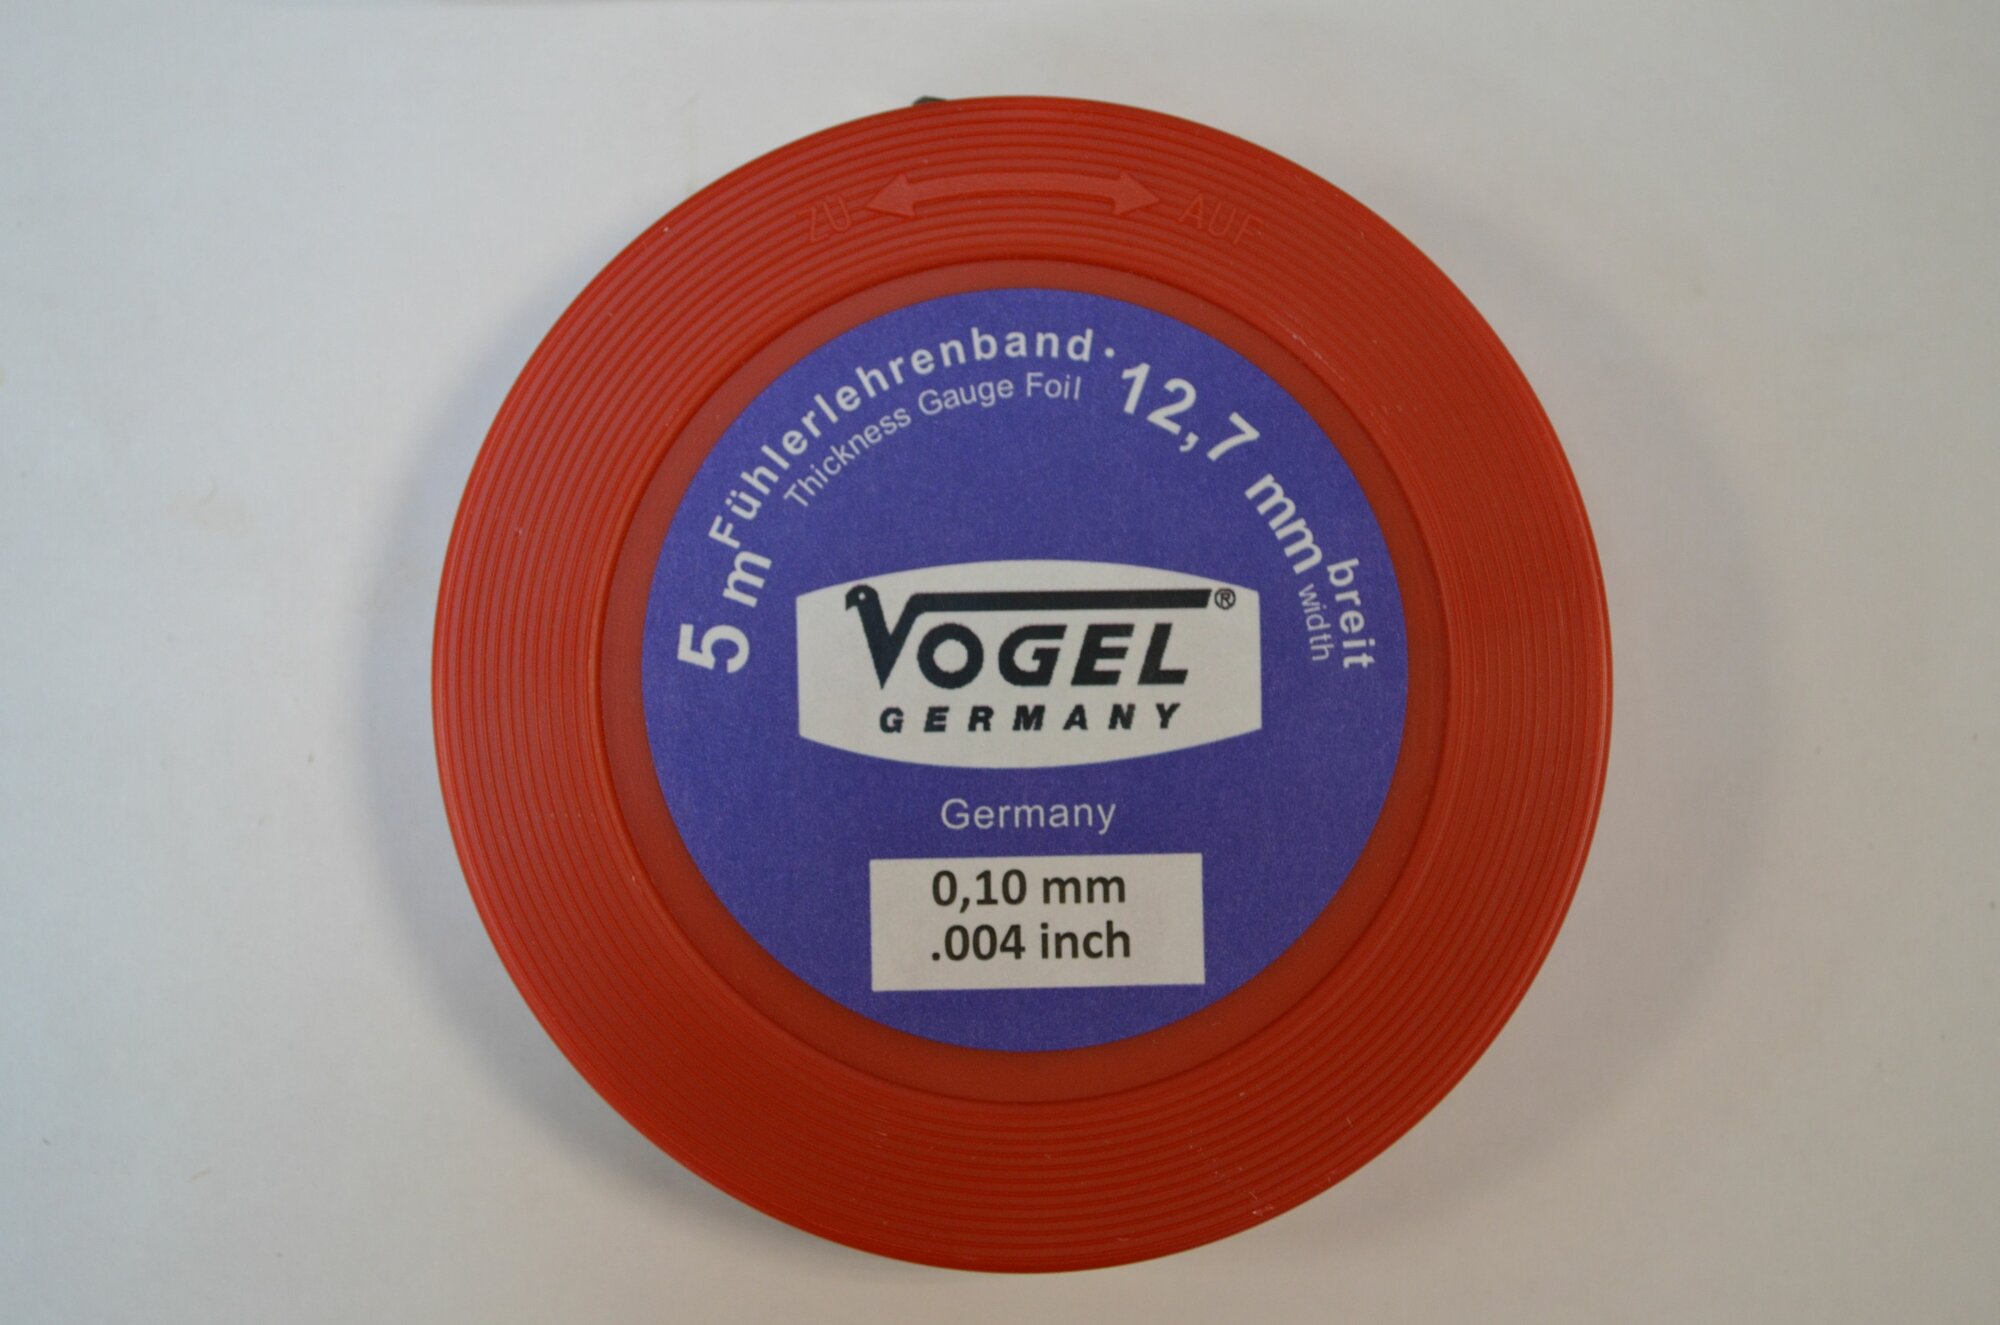 ZU AUF
5 m Fühlerlehrenband · 12,7 mm breit
Thickness Gauge Foil width
VOGEL ®
GERMANY
Germany
0,10 mm
.004 inch